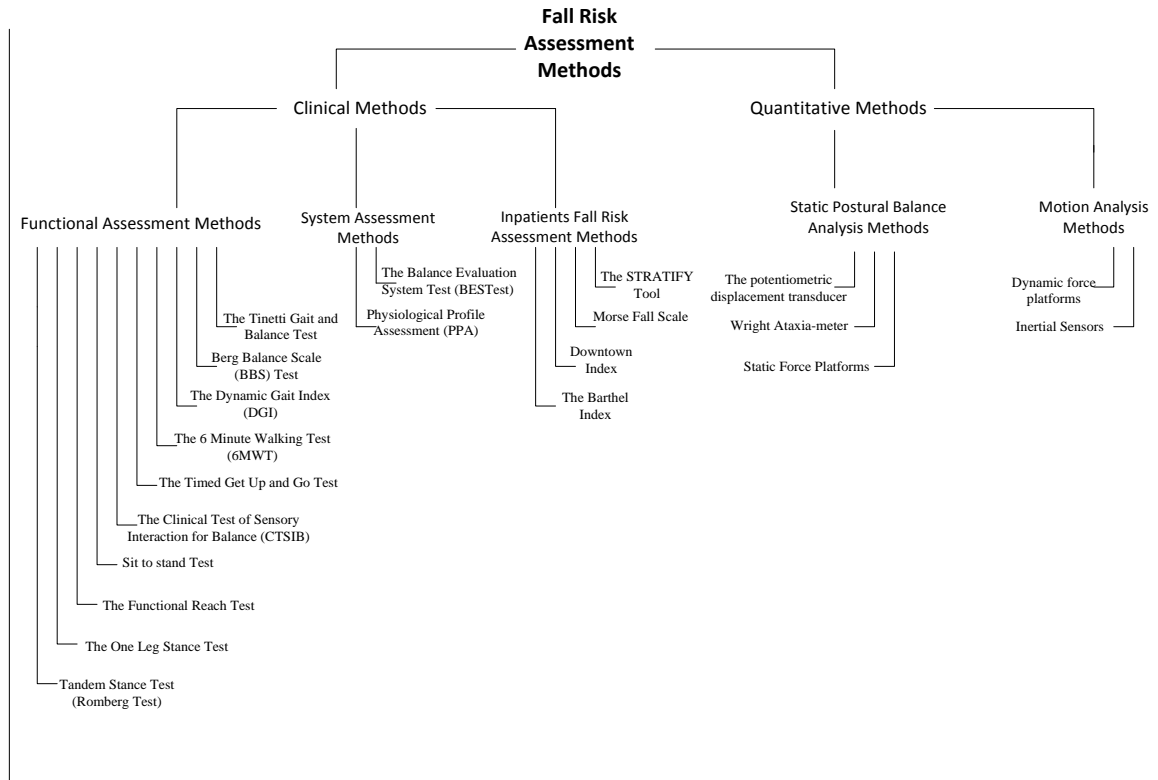 Fall Risk
Assessment
Methods
Clinical Methods
Quantitative Methods
Functional Assessment Methods
System Assessment
Methods
Inpatients Fall Risk
Assessment Methods
Static Postural Balance
Analysis Methods
Motion Analysis
Methods
The Tinetti Gait and
Balance Test
Berg Balance Scale
(BBS) Test
The Dynamic Gait Index
(DGI)
The 6 Minute Walking Test
(6MWT)
The Timed Get Up and Go Test
The Clinical Test of Sensory
Interaction for Balance (CTSIB)
Sit to stand Test
The Functional Reach Test
The One Leg Stance Test
Tandem Stance Test
(Romberg Test)
The Balance Evaluation
System Test (BESTest)
Physiological Profile
Assessment (PPA)
The STRATIFY
Tool
Morse Fall Scale
Downtown
Index
The Barthel
Index
The potentiometric
displacement transducer
Wright Ataxia-meter
Static Force Platforms
Dynamic force
platforms
Inertial Sensors